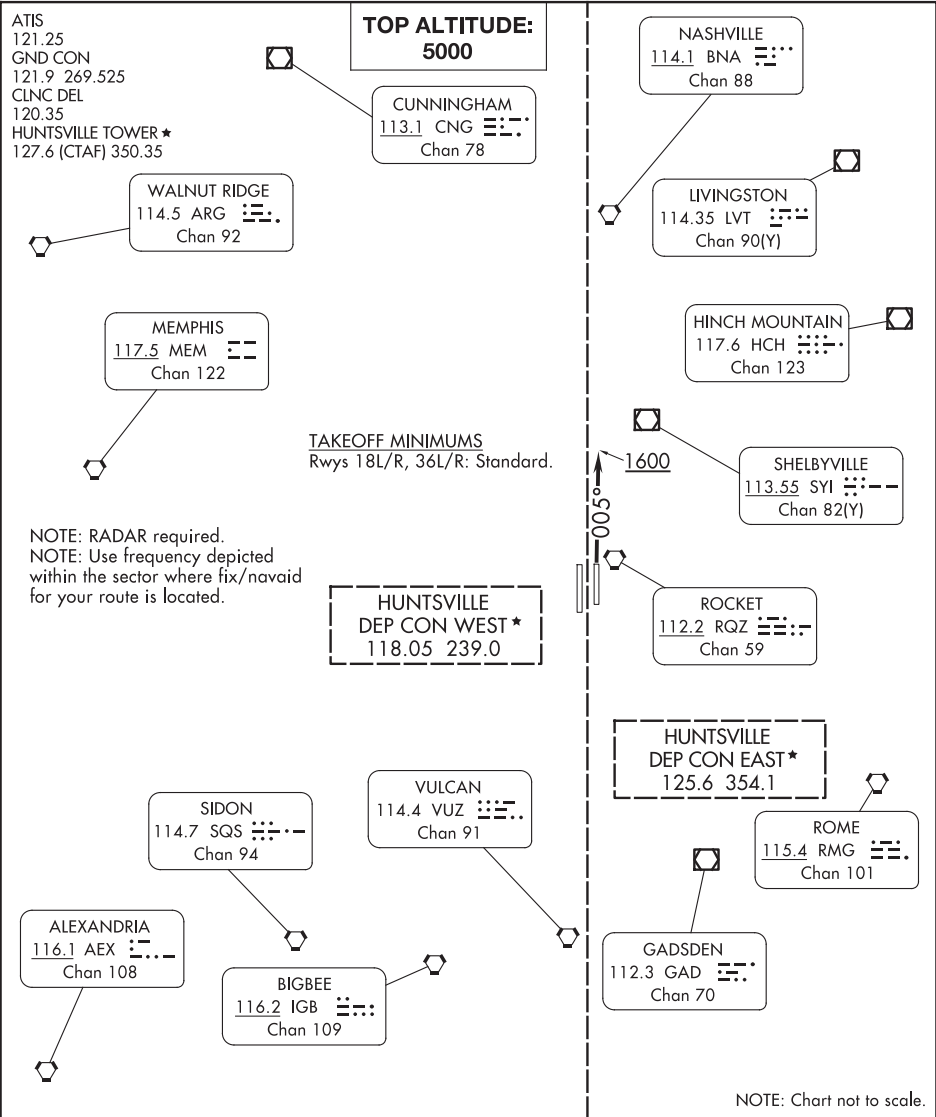 ATIS
121.25
GND CON
121.9 269.525
CLNC DEL
120.35
HUNTSVILLE TOWER ★
127.6 (CTAF) 350.35
TOP ALTITUDE:
5000
CUNNINGHAM
113.1 CNG
Chan 78
NASHVILLE
114.1 BNA
Chan 88
WALNUT RIDGE
114.5 ARG
Chan 92
LIVINGSTON
114.35 LVT
Chan 90(Y)
MEMPHIS
117.5 MEM
Chan 122
HINCH MOUNTAIN
117.6 HCH
Chan 123
TAKEOFF MINIMUMS
Rwys 18L/R, 36L/R: Standard.
1600
005°
SHELBYVILLE
113.55 SYI
Chan 82(Y)
NOTE: RADAR required.
NOTE: Use frequency depicted
within the sector where fix/navaid
for your route is located.
HUNTSVILLE
DEP CON WEST ★
118.05 239.0
ROCKET
112.2 RQZ
Chan 59
HUNTSVILLE
DEP CON EAST ★
125.6 354.1
VULCAN
114.4 VUZ
Chan 91
SIDON
114.7 SQS
Chan 94
ROME
115.4 RMG
Chan 101
ALEXANDRIA
116.1 AEX
Chan 108
BIGBEE
116.2 IGB
Chan 109
GADSDEN
112.3 GAD
Chan 70
NOTE: Chart not to scale.